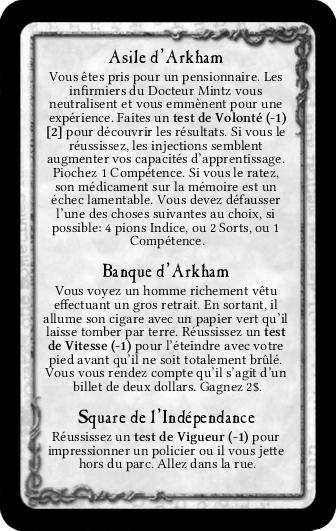 Asile d'Arkham
Vous êtes pris pour un pensionnaire. Les
infirmiers du Docteur Mintz vous
neutralisent et vous emmènent pour une
expérience. Faites un test de Volonté (-1)
[2] pour découvrir les résultats. Si vous le
réussissez, les injections semblent
augmenter vos capacités d'apprentissage.
Piochez 1 Compétence. Si vous le ratez,
son médicament sur la mémoire est un
échec lamentable. Vous devez défausser
l'une des choses suivantes au choix, si
possible: 4 pions Indice, ou 2 Sorts, ou 1
Compétence.
Banque d'Arkham
Vous voyez un homme richement vêtu
effectuant un gros retrait. En sortant, il
allume son cigare avec un papier vert qu'il
laisse tomber par terre. Réussissez un test
de Vitesse (-1) pour l'éteindre avec votre
pied avant qu'il ne soit totalement brûlé.
Vous vous rendez compte qu'il s'agit d'un
billet de deux dollars. Gagnez 2$.
Square de l'Indépendance
Réussissez un test de Vigueur (-1) pour
impressionner un policier ou il vous jette
hors du parc. Allez dans la rue.